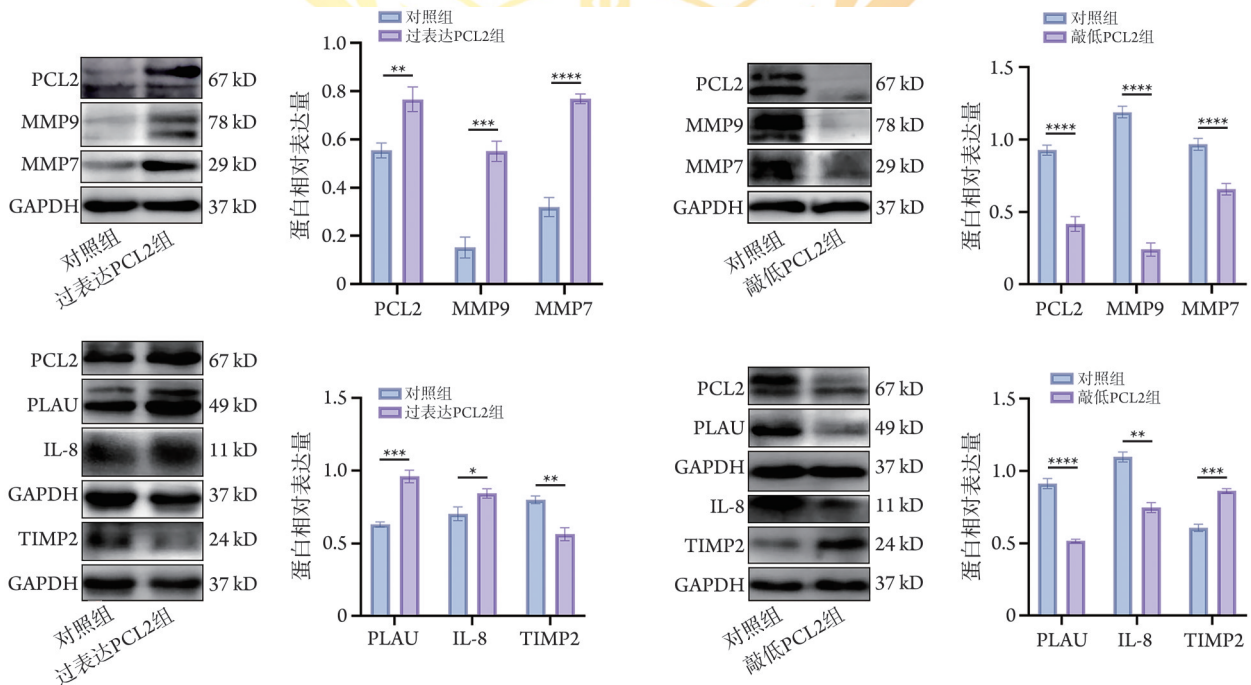 PCL2 67 kD
MMP9 78 kD
MMP7 29 kD
GAPDH 37 kD
对照组
过表达PCL2组
对照组
过表达PCL2组
蛋白相对表达量
1.0
0.8
0.6
0.4
0.2
0
**
***
****
PCL2 MMP9 MMP7
PCL2 67 kD
MMP9 78 kD
MMP7 29 kD
GAPDH 37 kD
对照组
敲低PCL2组
对照组
敲低PCL2组
蛋白相对表达量
1.5
1.0
0.5
0
****
****
****
PCL2 MMP9 MMP7
PCL2 67 kD
PLAU 49 kD
IL-8 11 kD
GAPDH 37 kD
TIMP2 24 kD
GAPDH 37 kD
对照组
过表达PCL2组
对照组
过表达PCL2组
蛋白相对表达量
1.5
1.0
0.5
0
***
*
**
PLAU IL-8 TIMP2
PCL2 67 kD
PLAU 49 kD
GAPDH 37 kD
IL-8 11 kD
TIMP2 24 kD
GAPDH 37 kD
对照组
敲低PCL2组
对照组
敲低PCL2组
蛋白相对表达量
1.5
1.0
0.5
0
****
**
***
PLAU IL-8 TIMP2